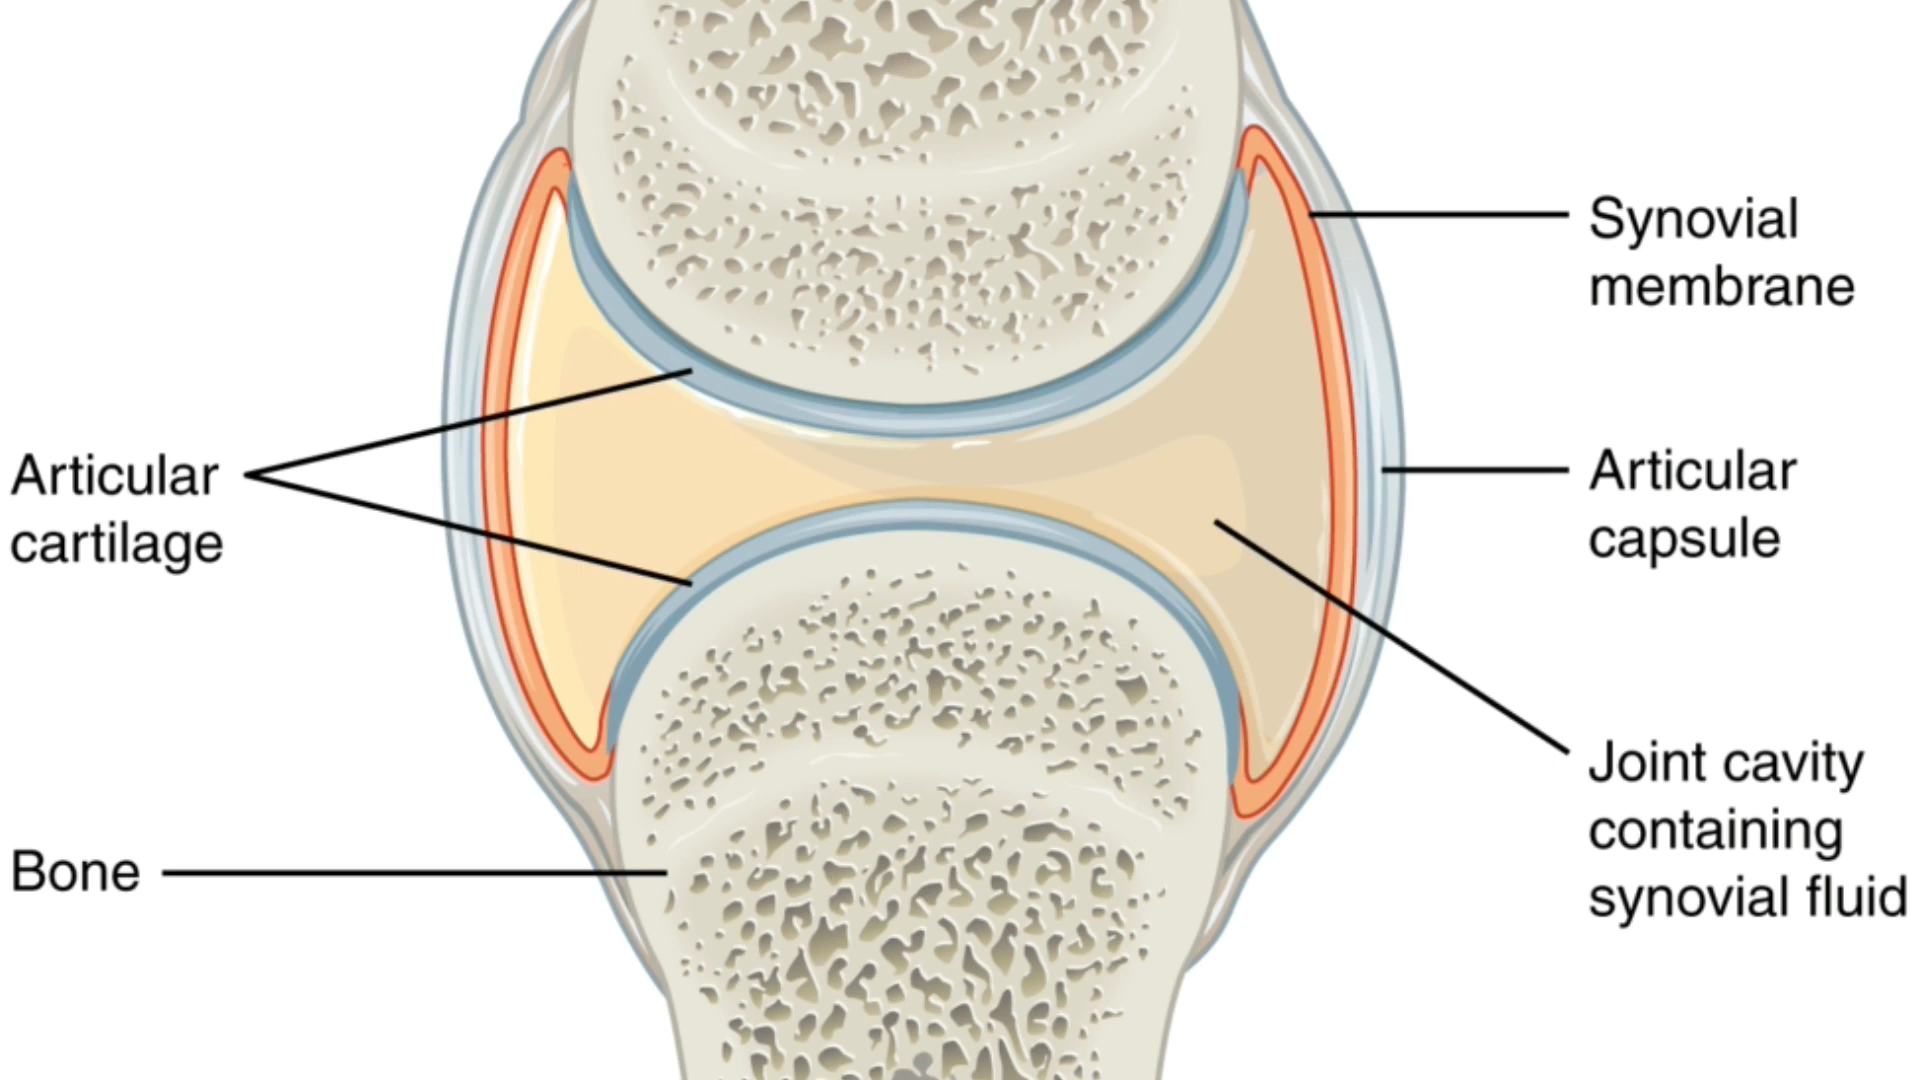 Synovial
membrane
Articular
cartilage
Articular
capsule
Joint cavity
containing
synovial fluid
Bone